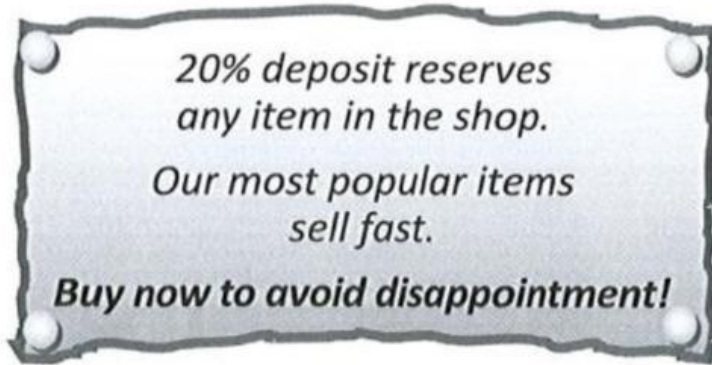 20% deposit reserves
any item in the shop.
Our most popular items
sell fast.
Buy now to avoid disappointment!